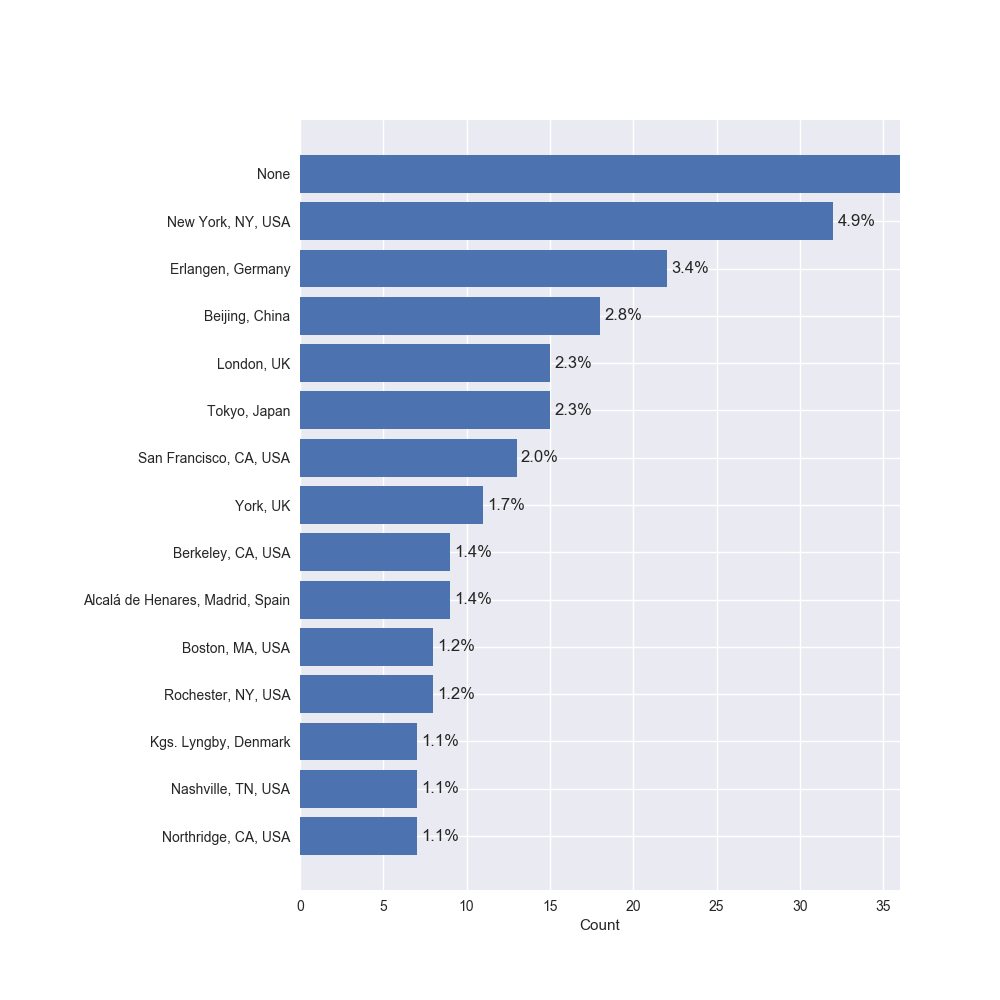 None
New York, NY, USA 4.9%
Erlangen, Germany 3.4%
Beijing, China 2.8%
London, UK 2.3%
Tokyo, Japan 2.3%
San Francisco, CA, USA 2.0%
York, UK 1.7%
Berkeley, CA, USA 1.4%
Alcalá de Henares, Madrid, Spain 1.4%
Boston, MA, USA 1.2%
Rochester, NY, USA 1.2%
Kgs. Lyngby, Denmark 1.1%
Nashville, TN, USA 1.1%
Northridge, CA, USA 1.1%
0 5 10 15 20 25 30 35
Count